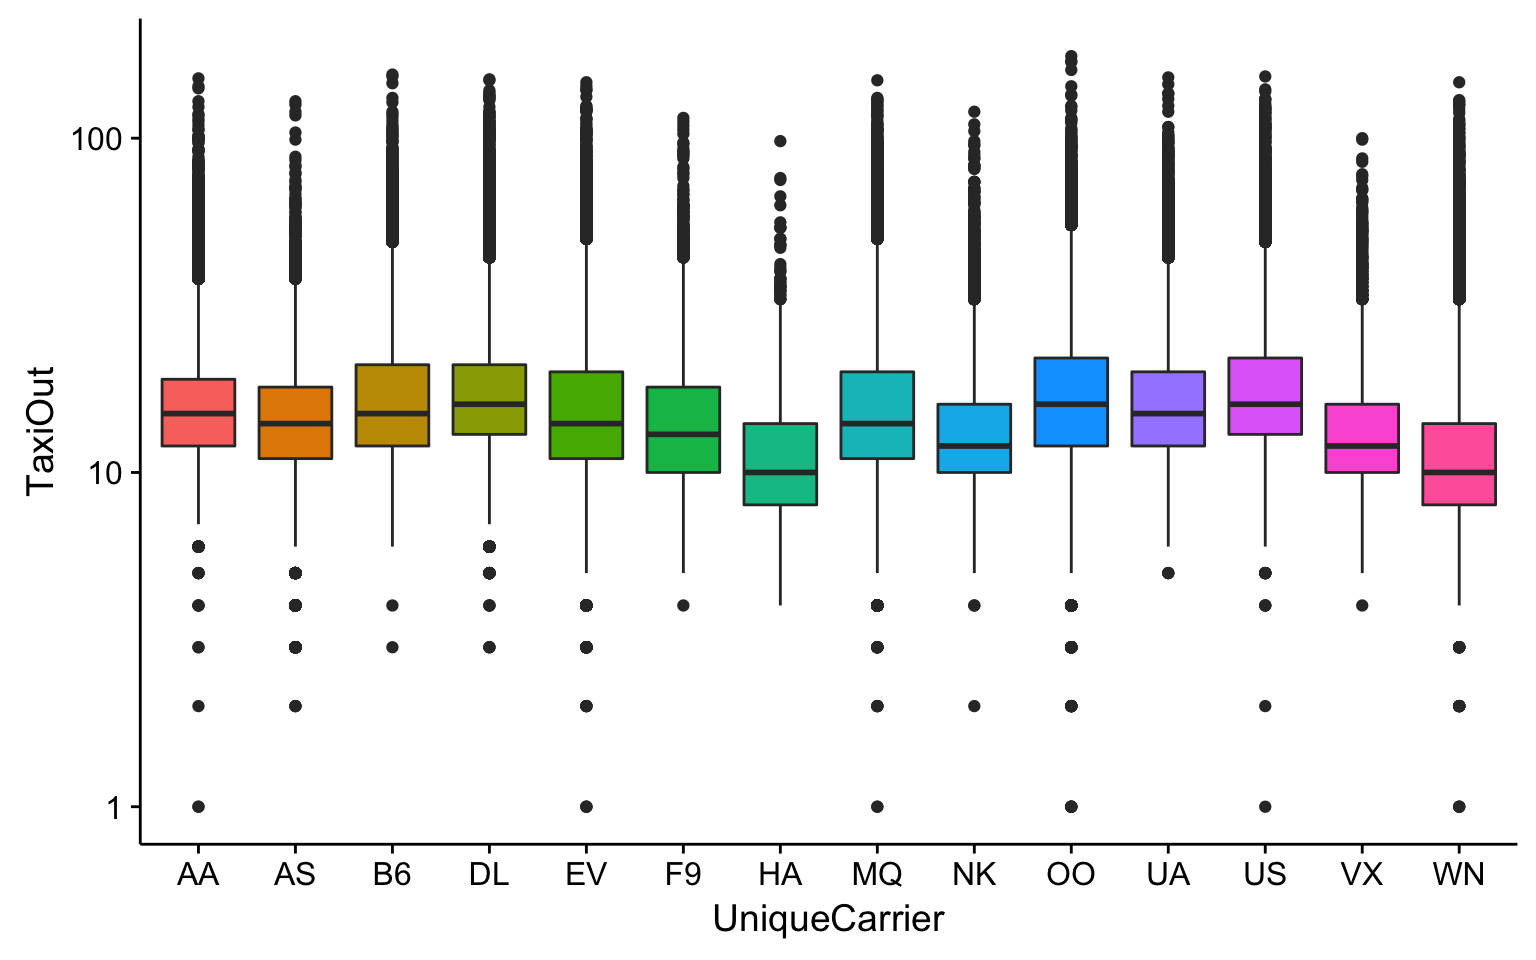 TaxiOut
100
10
1
AA AS B6 DL EV F9 HA MQ NK OO UA US VX WN
UniqueCarrier